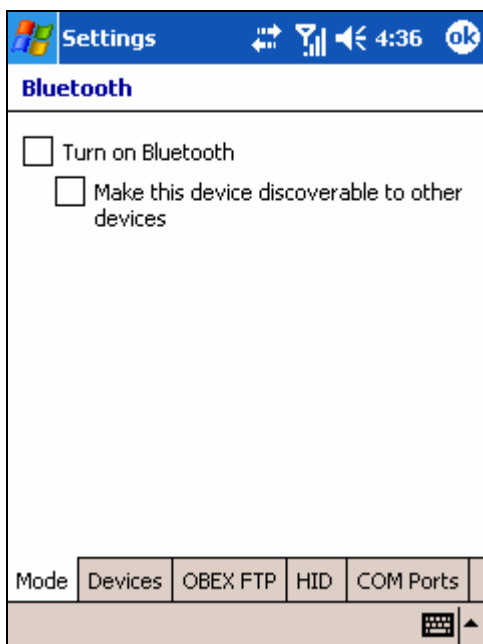 Settings 4:36 ok
Bluetooth
Turn on Bluetooth
Make this device discoverable to other
devices
Mode Devices OBEX FTP HID COM Ports